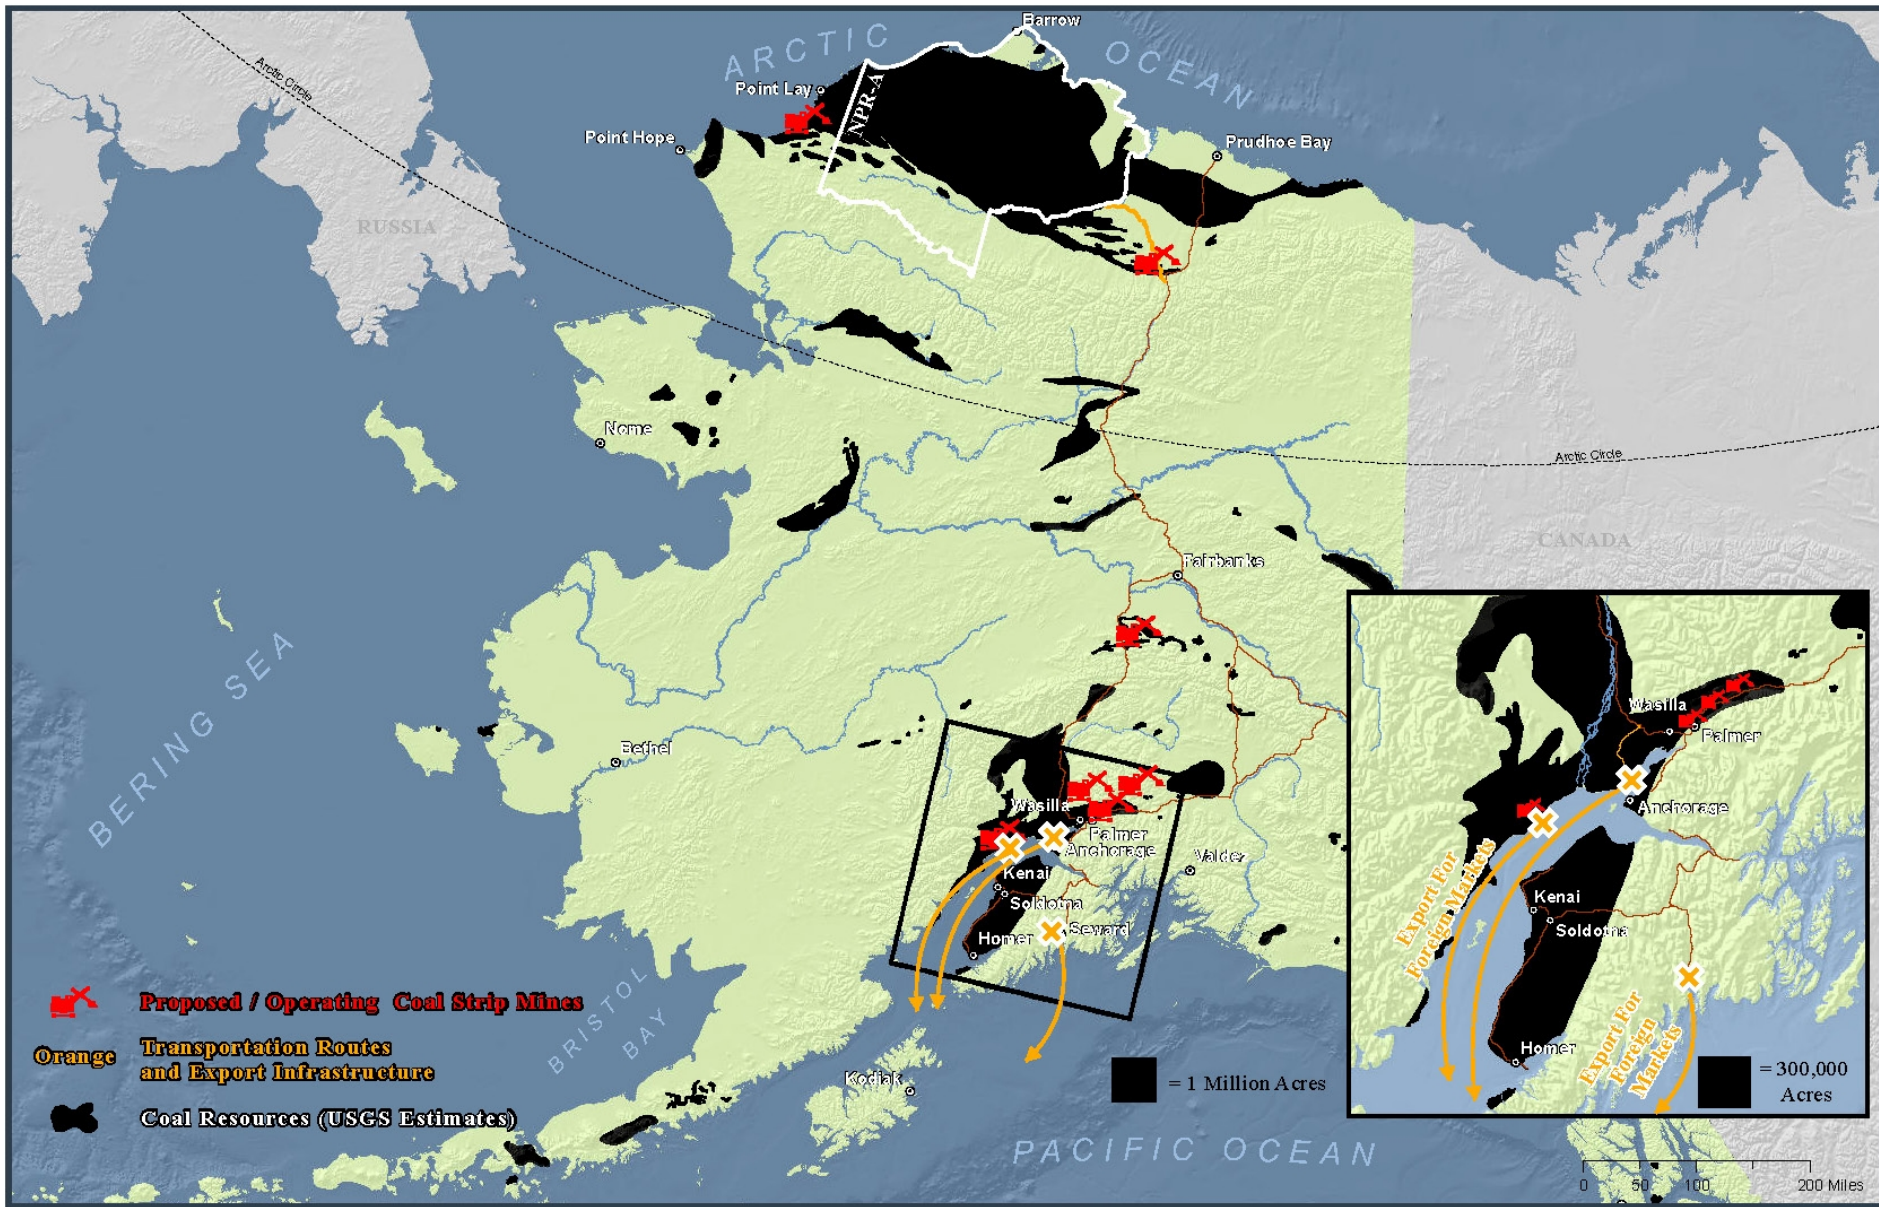 Barrow
ARCTIC OCEAN
Arctic Circle
Point Lay
NPR-A
Point Hope
Prudhoe Bay
RUSSIA
Nome
Arctic Circle
CANADA
Fairbanks
BERING SEA
Bethel
Wasilla
Palmer
Anchorage
Valdez
Kenai
Soldotna
Seward
Homer
BRISTOL
BAY
Kodiak
PACIFIC OCEAN
Proposed / Operating Coal Strip Mines
Orange
Transportation Routes
and Export Infrastructure
Coal Resources (USGS Estimates)
= 1 Million Acres
Wasilla
Palmer
Anchorage
Export For
Foreign Markets
Kenai
Soldotna
Homer
Export For
Foreign
Markets
= 300,000
Acres
0 50 100 200 Miles